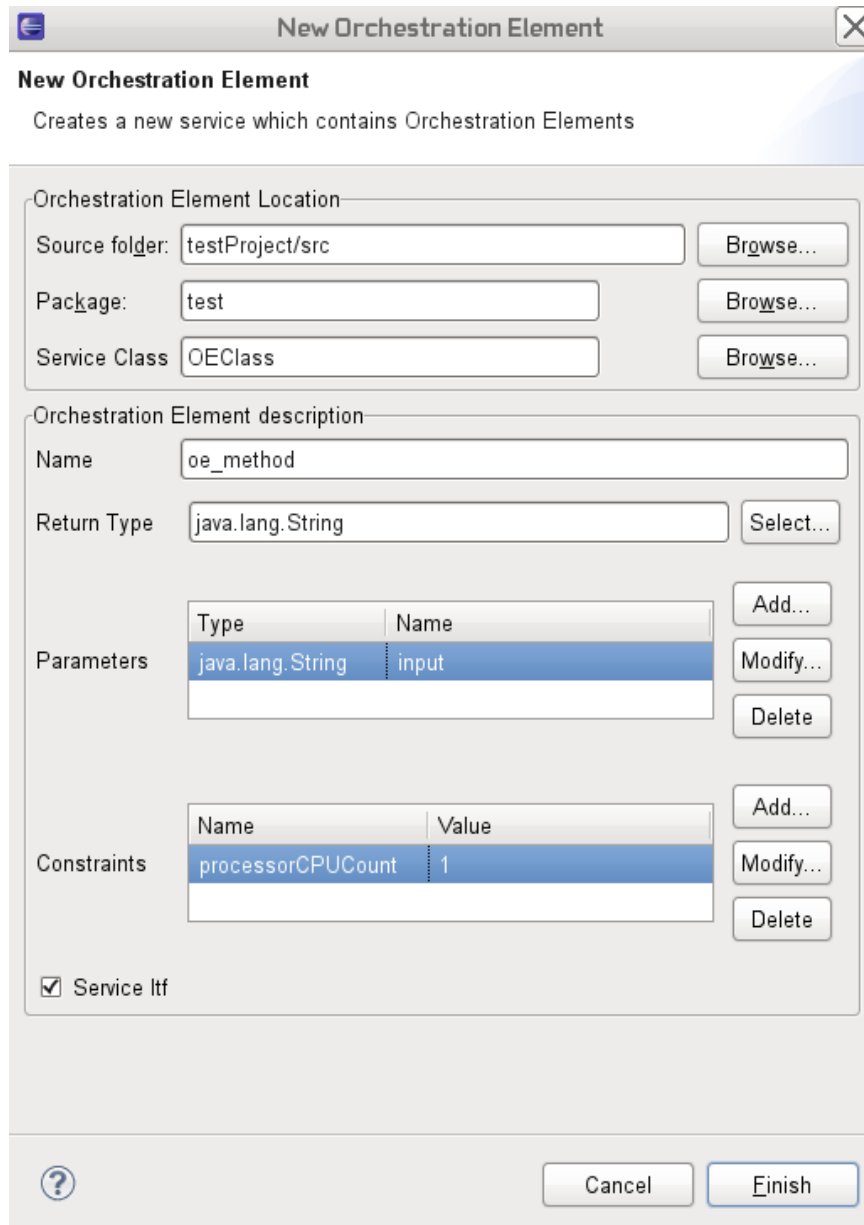 New Orchestration Element
New Orchestration Element
Creates a new service which contains Orchestration Elements
Orchestration Element Location
Source folder: testProject/src Browse...
Package: test Browse...
Service Class OEClass Browse...
Orchestration Element description
Name oe_method
Return Type java.lang.String Select...
Add...
Type Name
Parameters java.lang.String input Modify...
Delete
Add...
Name Value
Constraints processorCPUCount 1 Modify...
Delete
Service Itf
? Cancel Finish